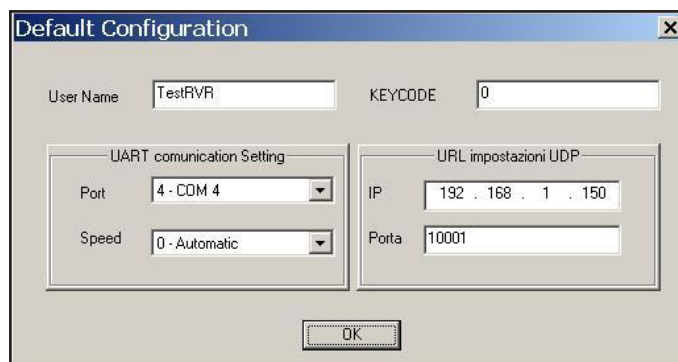 Default Configuration
User Name TestRVR KEYCODE 0
UART comunication Setting
Port 4 - COM 4
Speed 0 - Automatic
URL impostazioni UDP
IP 192 . 168 . 1 . 150
Porta 10001
OK